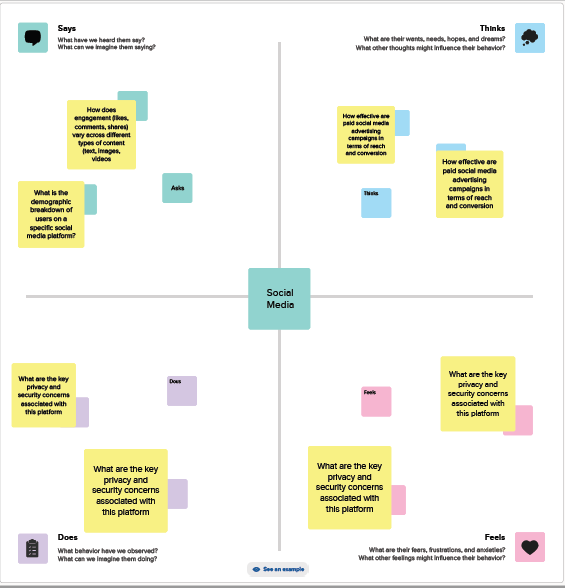 Says
What have we heard them say?
What can we imagine them saying?
Thinks
What are their wants, needs, hopes, and dreams?
What other thoughts might influence their behavior?
How does
engagement (likes,
comments, shares)
vary across different
types of content
(text, images,
videos
What is the
demographic
breakdown of
users on a
specific social
media platform?
Asks
How effective are
paid social media
advertising
campaigns in
terms of reach
and conversion
How effective are
paid social media
advertising
campaigns in
terms of reach
and conversion
Thinks
Social
Media
What are the key
privacy and
security concerns
associated with
this platform
Does
What are the key
privacy and
security concerns
associated with
this platform
Feels
What are the key
privacy and
security concerns
associated with
this platform
What are the key
privacy and
security concerns
associated with
this platform
Does
What behavior have we observed?
What can we imagine them doing?
Feels
What are their fears, frustrations, and anxieties?
What other feelings might influence their behavior?
See an example